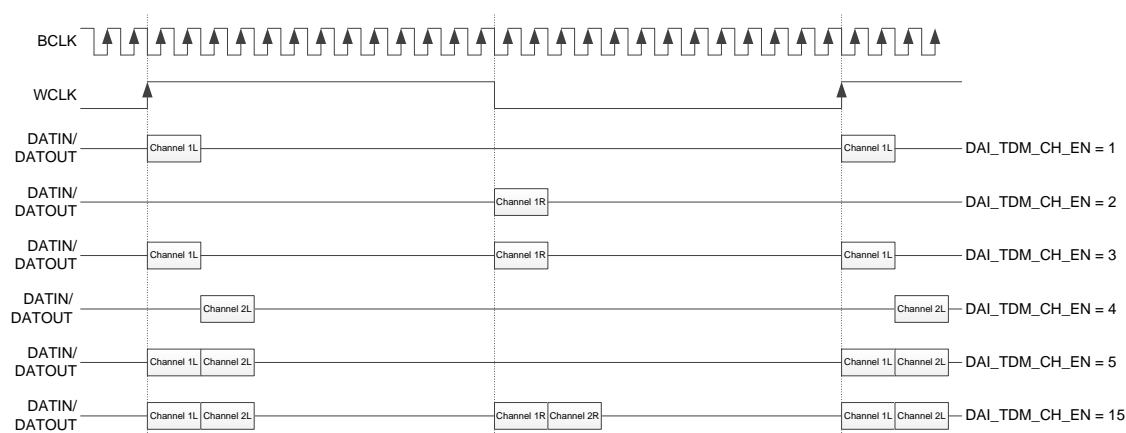 BCLK
WCLK
DATIN/
DATOUT
Channel 1L
Channel 1L
DAI_TDM_CH_EN = 1
DATIN/
DATOUT
Channel 1R
DAI_TDM_CH_EN = 2
DATIN/
DATOUT
Channel 1L
Channel 1R
Channel 1L
DAI_TDM_CH_EN = 3
DATIN/
DATOUT
Channel 2L
Channel 2L
DAI_TDM_CH_EN = 4
DATIN/
DATOUT
Channel 1L
Channel 2L
Channel 1L
Channel 2L
DAI_TDM_CH_EN = 5
DATIN/
DATOUT
Channel 1L
Channel 2L
Channel 1R
Channel 2R
Channel 1L
Channel 2L
DAI_TDM_CH_EN = 15